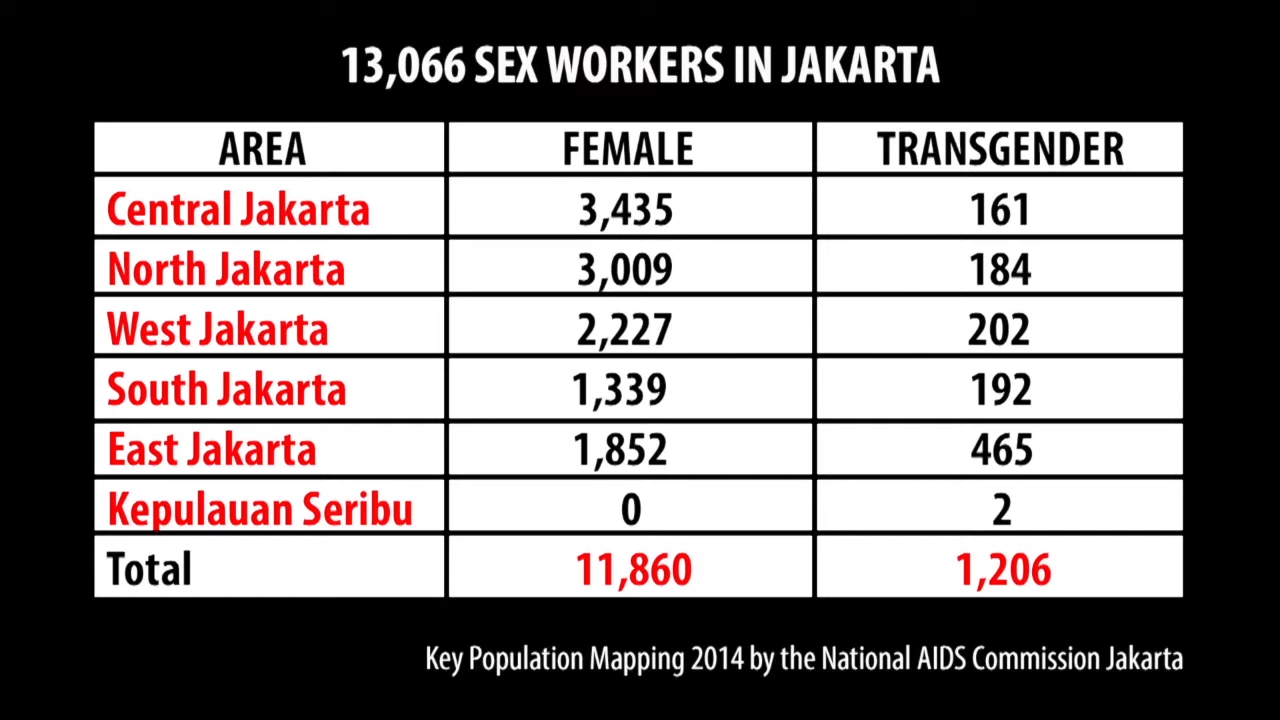 13,066 SEX WORKERS IN JAKARTA
AREA FEMALE TRANSGENDER
Central Jakarta 3,435 161
North Jakarta 3,009 184
West Jakarta 2,227 202
South Jakarta 1,339 192
East Jakarta 1,852 465
Kepulauan Seribu 0 2
Total 11,860 1,206
Key Population Mapping 2014 by the National AIDS Commission Jakarta